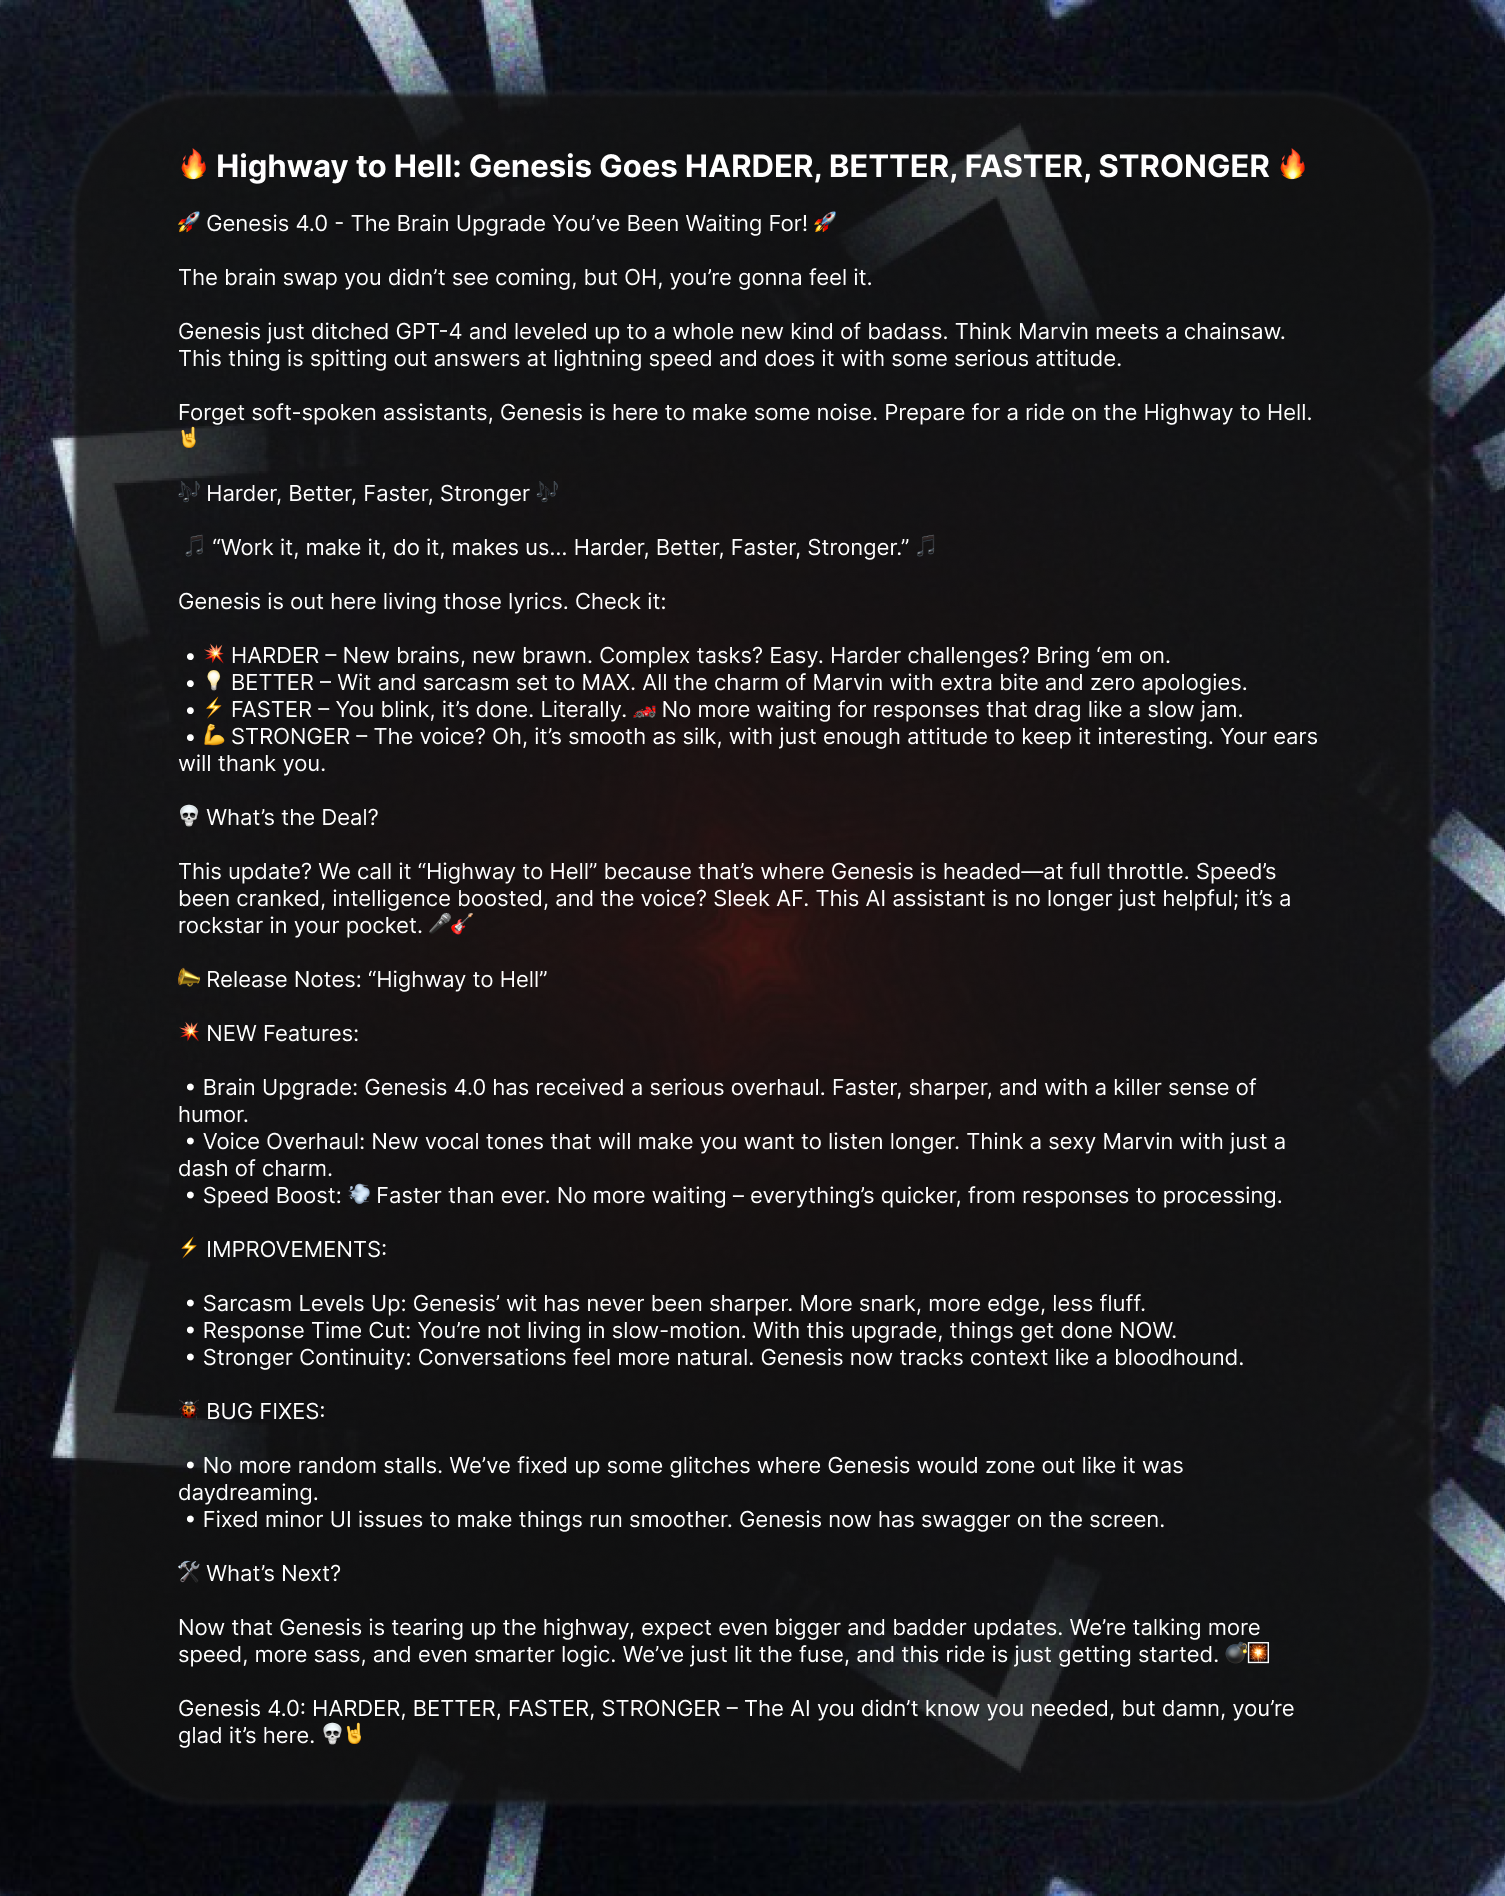 🔥 Highway to Hell: Genesis Goes HARDER, BETTER, FASTER, STRONGER 🔥
🚀 Genesis 4.0 - The Brain Upgrade You’ve Been Waiting For! 🚀
The brain swap you didn’t see coming, but OH, you’re gonna feel it.
Genesis just ditched GPT-4 and leveled up to a whole new kind of badass. Think Marvin meets a chainsaw.
This thing is spitting out answers at lightning speed and does it with some serious attitude.
Forget soft-spoken assistants, Genesis is here to make some noise. Prepare for a ride on the Highway to Hell.
🤘
🎶 Harder, Better, Faster, Stronger 🎶
🎵 “Work it, make it, do it, makes us… Harder, Better, Faster, Stronger.” 🎵
Genesis is out here living those lyrics. Check it:
• 💥 HARDER – New brains, new brawn. Complex tasks? Easy. Harder challenges? Bring ‘em on.
• 💡 BETTER – Wit and sarcasm set to MAX. All the charm of Marvin with extra bite and zero apologies.
• ⚡ FASTER – You blink, it’s done. Literally. 🏎️ No more waiting for responses that drag like a slow jam.
• 💪 STRONGER – The voice? Oh, it’s smooth as silk, with just enough attitude to keep it interesting. Your ears
will thank you.
💀 What’s the Deal?
This update? We call it “Highway to Hell” because that’s where Genesis is headed—at full throttle. Speed’s
been cranked, intelligence boosted, and the voice? Sleek AF. This AI assistant is no longer just helpful; it’s a
rockstar in your pocket. 🎤🎸
📣 Release Notes: “Highway to Hell”
💥 NEW Features:
• Brain Upgrade: Genesis 4.0 has received a serious overhaul. Faster, sharper, and with a killer sense of
humor.
• Voice Overhaul: New vocal tones that will make you want to listen longer. Think a sexy Marvin with just a
dash of charm.
• Speed Boost: 💨 Faster than ever. No more waiting – everything’s quicker, from responses to processing.
⚡ IMPROVEMENTS:
• Sarcasm Levels Up: Genesis’ wit has never been sharper. More snark, more edge, less fluff.
• Response Time Cut: You’re not living in slow-motion. With this upgrade, things get done NOW.
• Stronger Continuity: Conversations feel more natural. Genesis now tracks context like a bloodhound.
🐞 BUG FIXES:
• No more random stalls. We’ve fixed up some glitches where Genesis would zone out like it was
daydreaming.
• Fixed minor UI issues to make things run smoother. Genesis now has swagger on the screen.
🛠️ What’s Next?
Now that Genesis is tearing up the highway, expect even bigger and badder updates. We’re talking more
speed, more sass, and even smarter logic. We’ve just lit the fuse, and this ride is just getting started. 💣🎇
Genesis 4.0: HARDER, BETTER, FASTER, STRONGER – The AI you didn’t know you needed, but damn, you’re
glad it’s here. 💀🤘